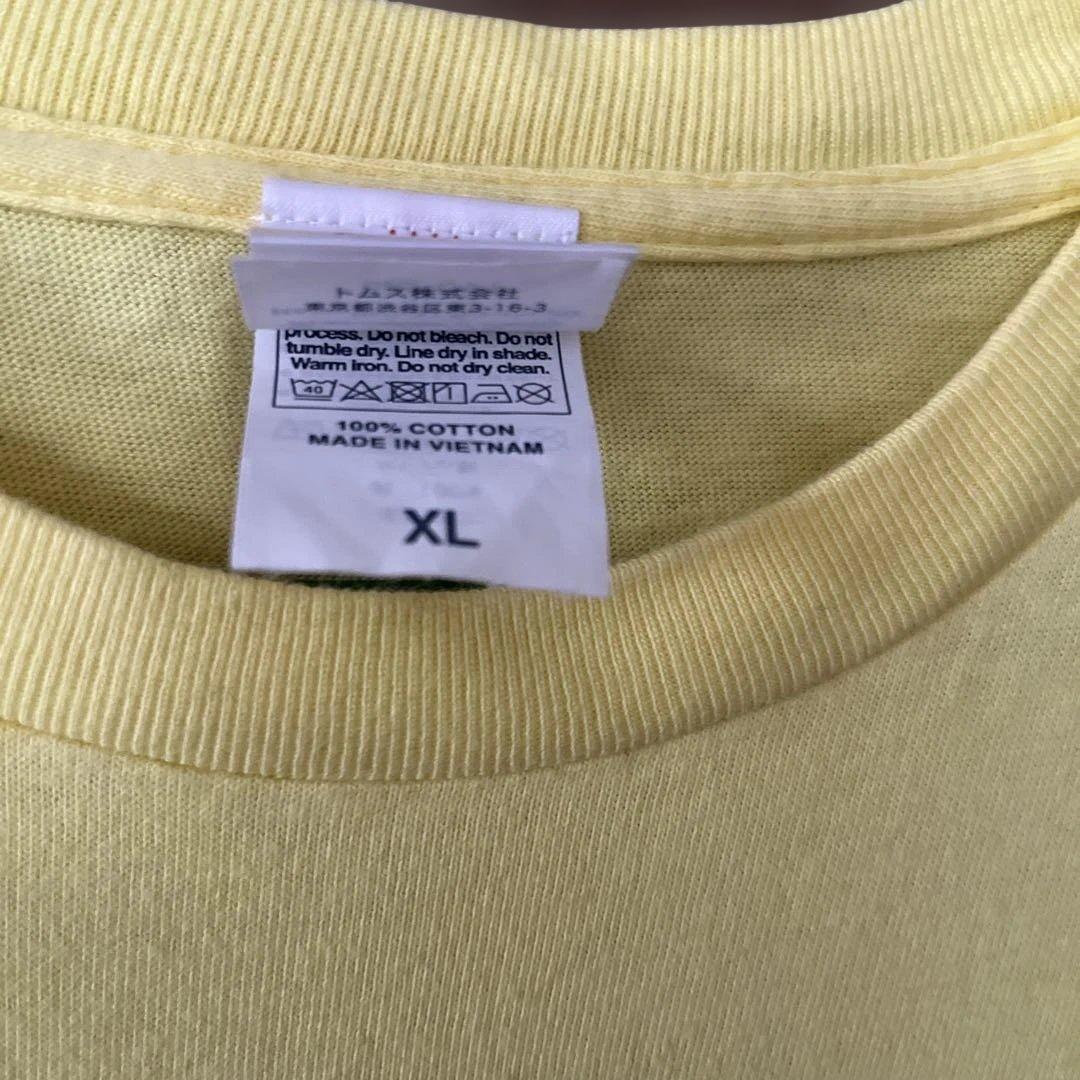 トムス株式会社
東京都渋谷区東3-16-3
process. Do not bleach. Do not
tumble dry. Line dry in shade.
Warm iron. Do not dry clean.
40
100% COTTON
MADE IN VIETNAM
XL